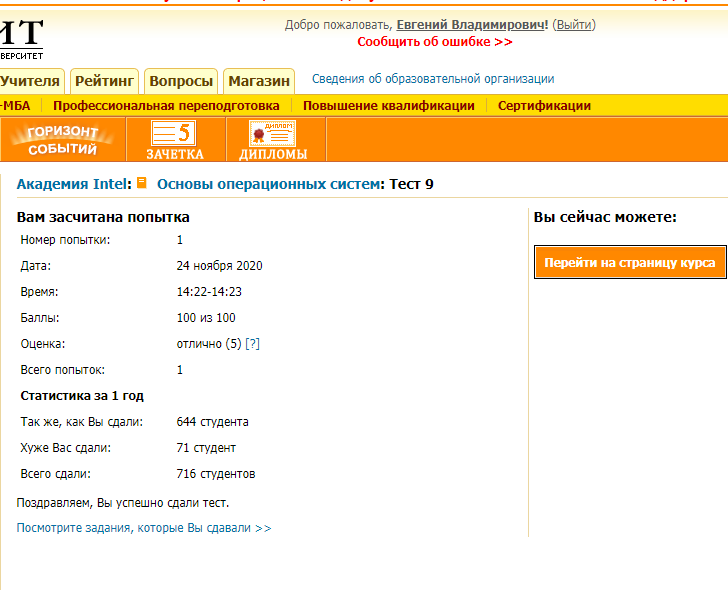 Добро пожаловать, Евгений Владимирович! (Выйти)
ИТ
Сообщить об ошибке >>
ВЕРСИТЕТ
Учителя Рейтинг Вопросы Магазин Сведения об образовательной организации
-МБА Профессиональная переподготовка Повышение квалификации Сертификации
ГОРИЗОНТ СОБЫТИЙ
5 ЗАЧЕТКА
ДИПЛОМ ДИПЛОМЫ
Академия Intel: Основы операционных систем: Тест 9
Вам засчитана попытка
Номер попытки: 1
Дата: 24 ноября 2020
Время: 14:22-14:23
Баллы: 100 из 100
Оценка: отлично (5) [?]
Всего попыток: 1
Статистика за 1 год
Так же, как Вы сдали: 644 студента
Хуже Вас сдали: 71 студент
Всего сдали: 716 студентов
Поздравляем, Вы успешно сдали тест.
Посмотрите задания, которые Вы сдавали >>
Вы сейчас можете:
Перейти на страницу курса